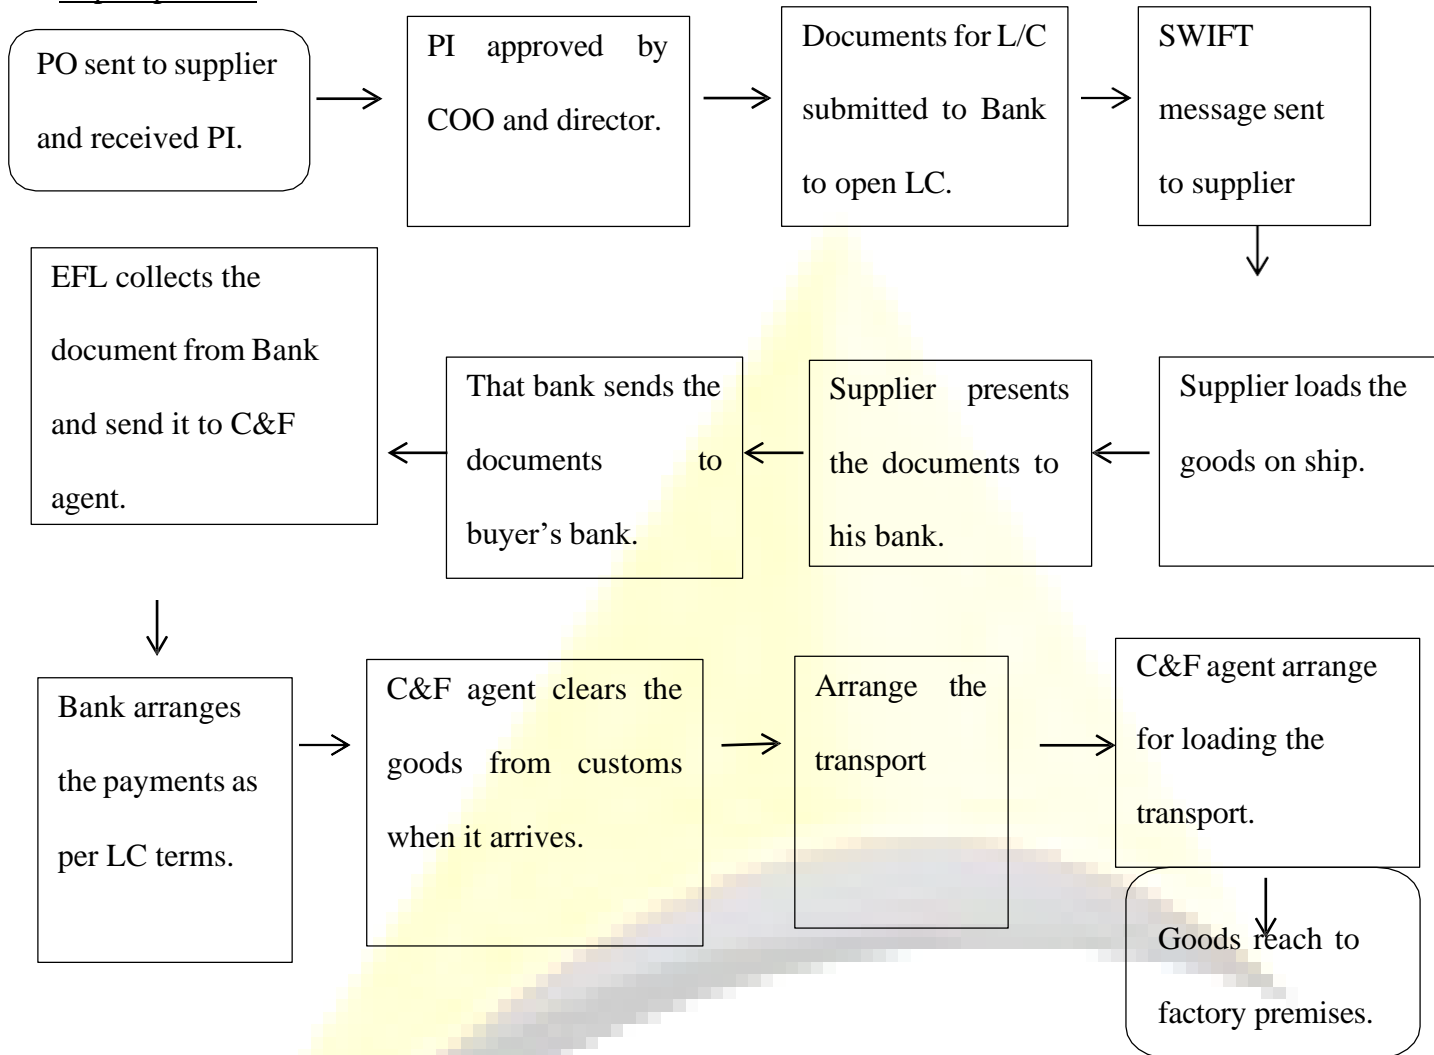 PO sent to supplier
and received PI.
PI approved by
COO and director.
Documents for L/C
submitted to Bank
to open LC.
SWIFT
message sent
to supplier
Supplier loads the
goods on ship.
Supplier presents
the documents to
his bank.
That bank sends the
documents to
buyer’s bank.
EFL collects the
document from Bank
and send it to C&F
agent.
Bank arranges
the payments as
per LC terms.
C&F agent clears the
goods from customs
when it arrives.
Arrange the
transport
C&F agent arrange
for loading the
transport.
Goods reach to
factory premises.